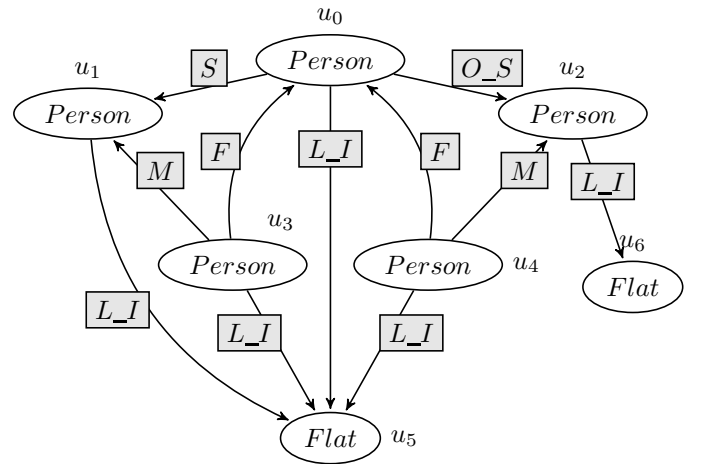 u₀
Person
S
O_S
u₁
u₂
Person
Person
F
L_I
F
M
M
L_I
u₃
u₆
Person
Person
u₄
Flat
L_I
L_I
L_I
Flat
u₅